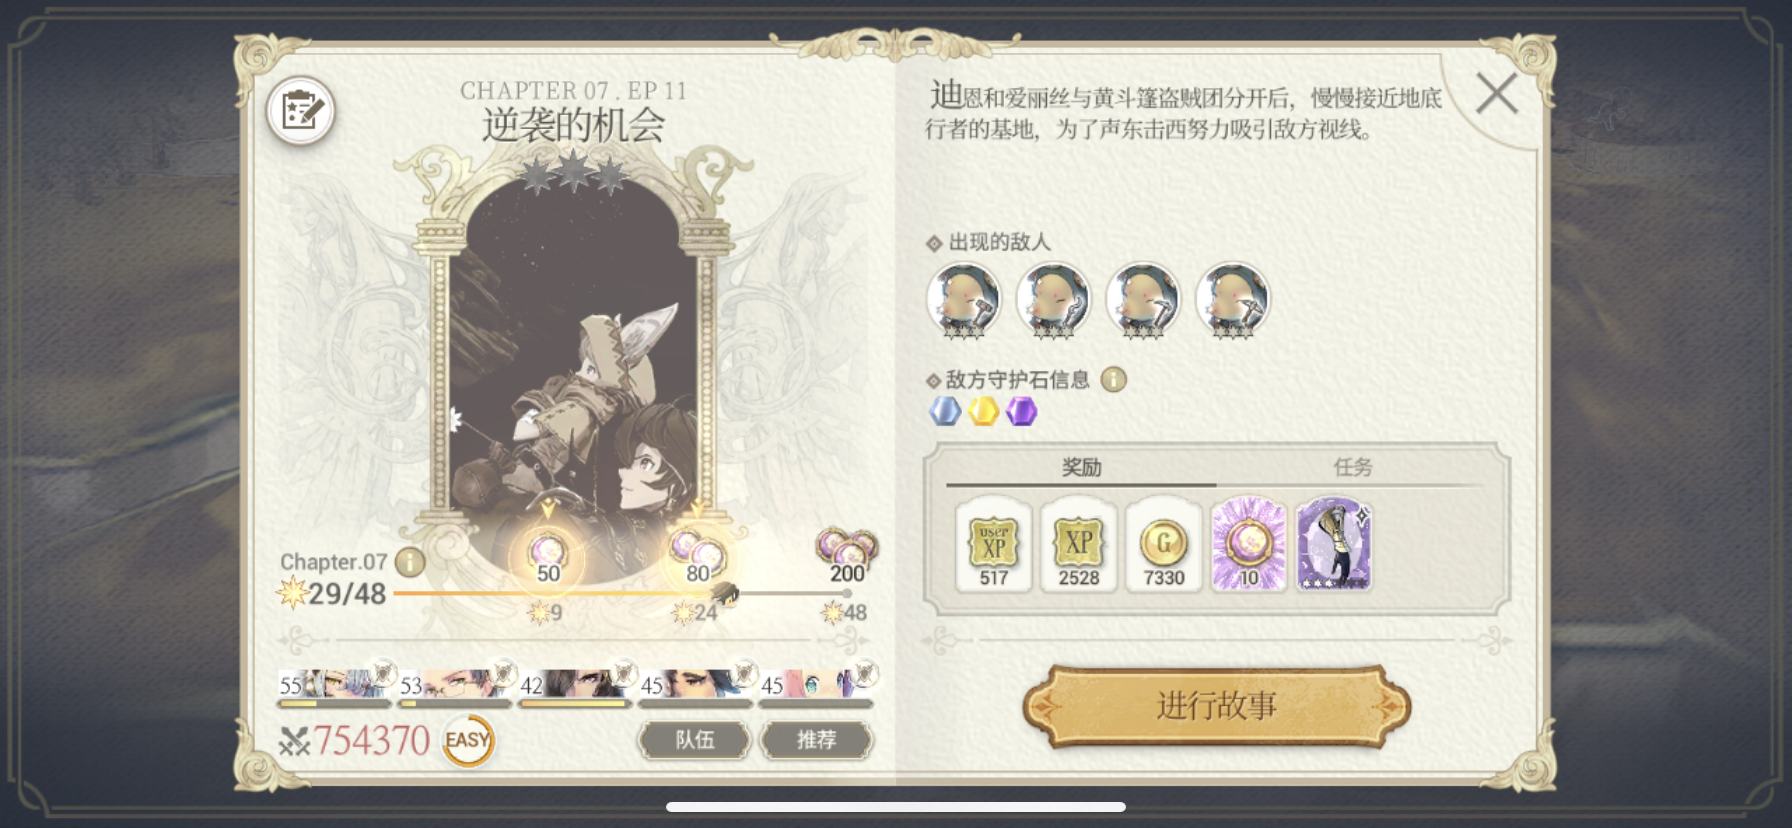 CHAPTER 07 . EP 11
逆袭的机会
Chapter.07
29/48
50
80
200
9
24
48
55
53
42
45
45
754370
EASY
队伍
推荐
迪恩和爱丽丝与黄斗篷盗贼团分开后，慢慢接近地底
行者的基地，为了声东击西努力吸引敌方视线。
出现的敌人
敌方守护石信息
奖励
任务
USER XP
517
XP
2528
G
7330
10
进行故事